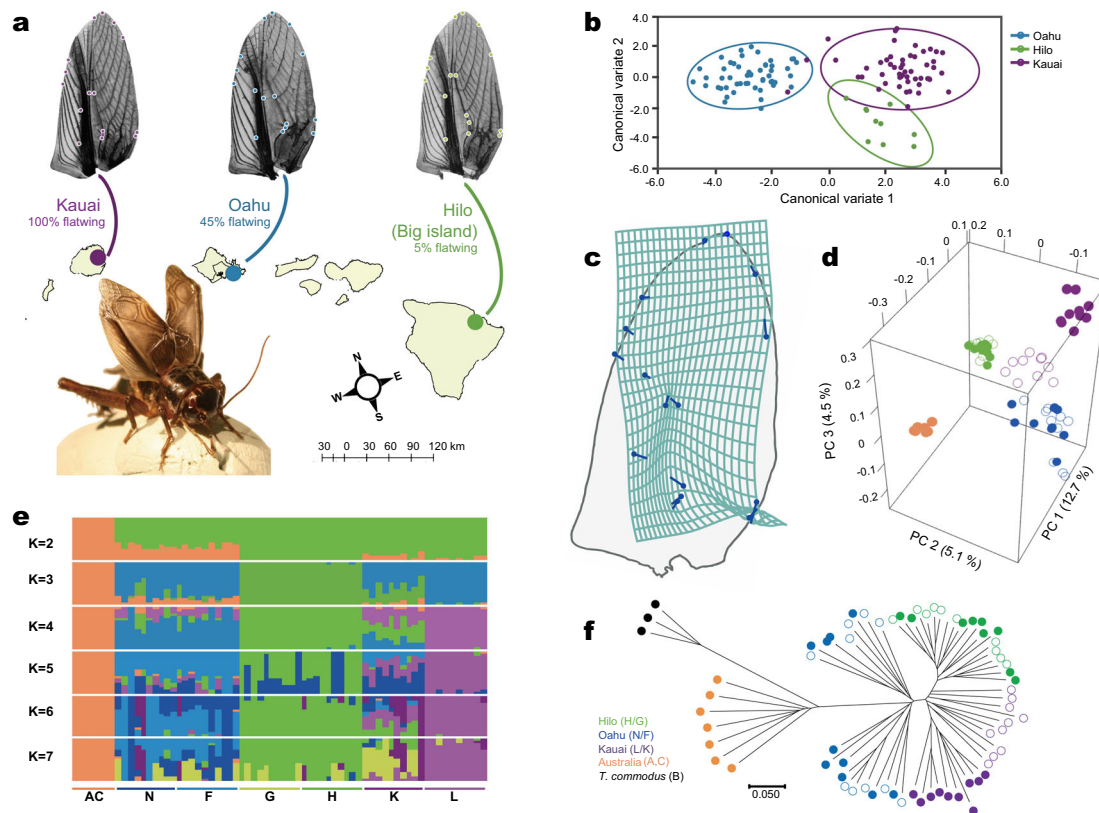 a
Kauai
100% flatwing
Oahu
45% flatwing
Hilo
(Big island)
5% flatwing
N
E
W
S
30 0 30 60 90 120 km
b
4.0
2.0
0.0
-2.0
-4.0
6.0
Canonical variate 2
-6.0 -4.0 -2.0 0.0 2.0 4.0 6.0
Canonical variate 1
Oahu
Hilo
Kauai
c
d
0.1 0.2
0 0
-0.1 -0.1
-0.2
-0.3
0.3
0.2
0.1
0
-0.1
-0.2
PC 3 (4.5 %)
PC 2 (5.1 %)
PC 1 (12.7 %)
e
K=2
K=3
K=4
K=5
K=6
K=7
AC N F G H K L
f
Hilo (H/G)
Oahu (N/F)
Kauai (L/K)
Australia (A,C)
T. commodus (B)
0.050